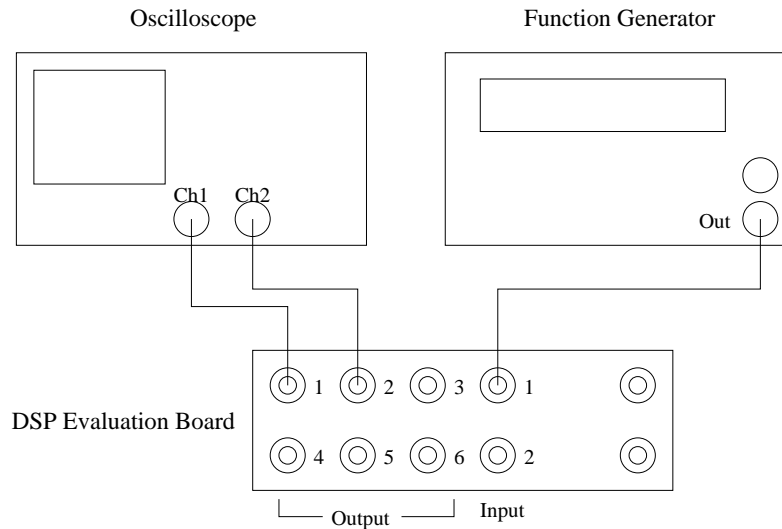 Oscilloscope
Function Generator
Ch1 Ch2
Out
1 2 3 1
DSP Evaluation Board
4 5 6 2
Output Input